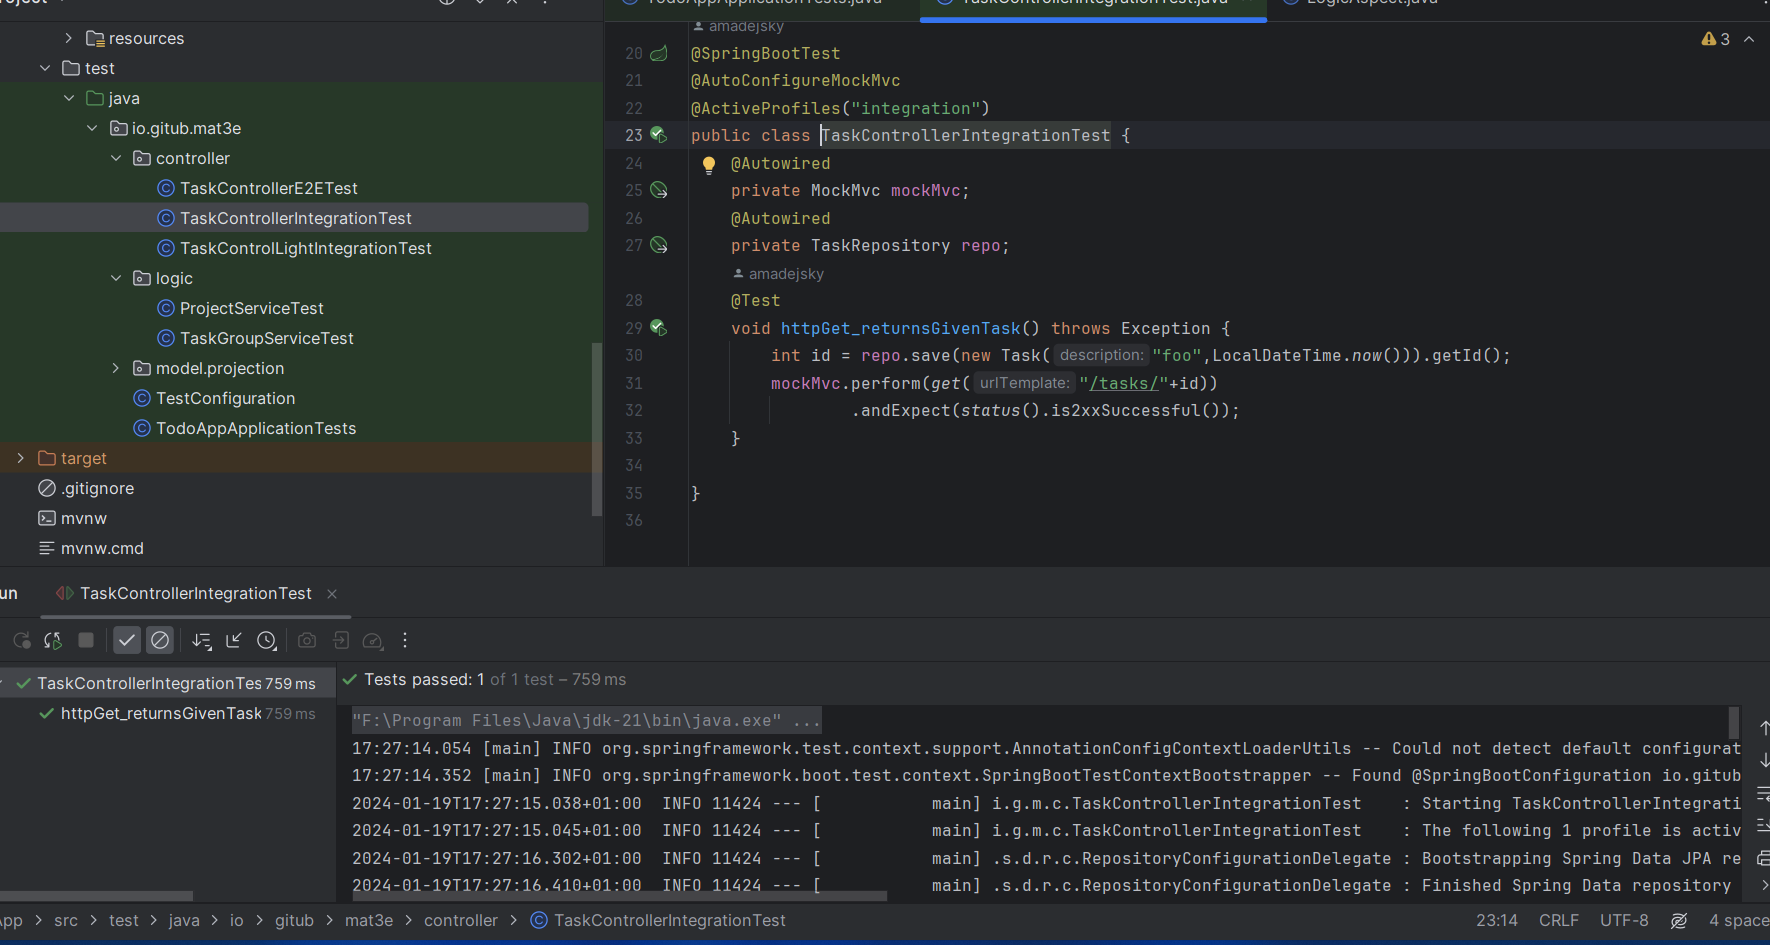 TodoAppApplicationTests.java
TaskControllerIntegrationTest.java
LogicAspect.java
resources
test
java
io.gitub.mat3e
controller
TaskControllerE2ETest
TaskControllerIntegrationTest
TaskControlLightIntegrationTest
logic
ProjectServiceTest
TaskGroupServiceTest
model.projection
TestConfiguration
TodoAppApplicationTests
target
.gitignore
mvnw
mvnw.cmd
amadejsky
3
20 @SpringBootTest
21 @AutoConfigureMockMvc
22 @ActiveProfiles("integration")
23 public class TaskControllerIntegrationTest {
24 @Autowired
25 private MockMvc mockMvc;
26 @Autowired
27 private TaskRepository repo;
amadejsky
28 @Test
29 void httpGet_returnsGivenTask() throws Exception {
30 int id = repo.save(new Task( description: "foo",LocalDateTime.now())).getId();
31 mockMvc.perform(get( urlTemplate: "/tasks/"+id))
32 .andExpect(status().is2xxSuccessful());
33 }
34
35 }
36
un TaskControllerIntegrationTest
TaskControllerIntegrationTes 759 ms
httpGet_returnsGivenTask 759 ms
Tests passed: 1 of 1 test – 759 ms
"F:\Program Files\Java\jdk-21\bin\java.exe" ...
17:27:14.054 [main] INFO org.springframework.test.context.support.AnnotationConfigContextLoaderUtils -- Could not detect default configurat
17:27:14.352 [main] INFO org.springframework.boot.test.context.SpringBootTestContextBootstrapper -- Found @SpringBootConfiguration io.gitub
2024-01-19T17:27:15.038+01:00 INFO 11424 --- [ main] i.g.m.c.TaskControllerIntegrationTest : Starting TaskControllerIntegrati
2024-01-19T17:27:15.045+01:00 INFO 11424 --- [ main] i.g.m.c.TaskControllerIntegrationTest : The following 1 profile is activ
2024-01-19T17:27:16.302+01:00 INFO 11424 --- [ main] .s.d.r.c.RepositoryConfigurationDelegate : Bootstrapping Spring Data JPA re
2024-01-19T17:27:16.410+01:00 INFO 11424 --- [ main] .s.d.r.c.RepositoryConfigurationDelegate : Finished Spring Data repository
App > src > test > java > io > gitub > mat3e > controller > TaskControllerIntegrationTest
23:14 CRLF UTF-8 4 space